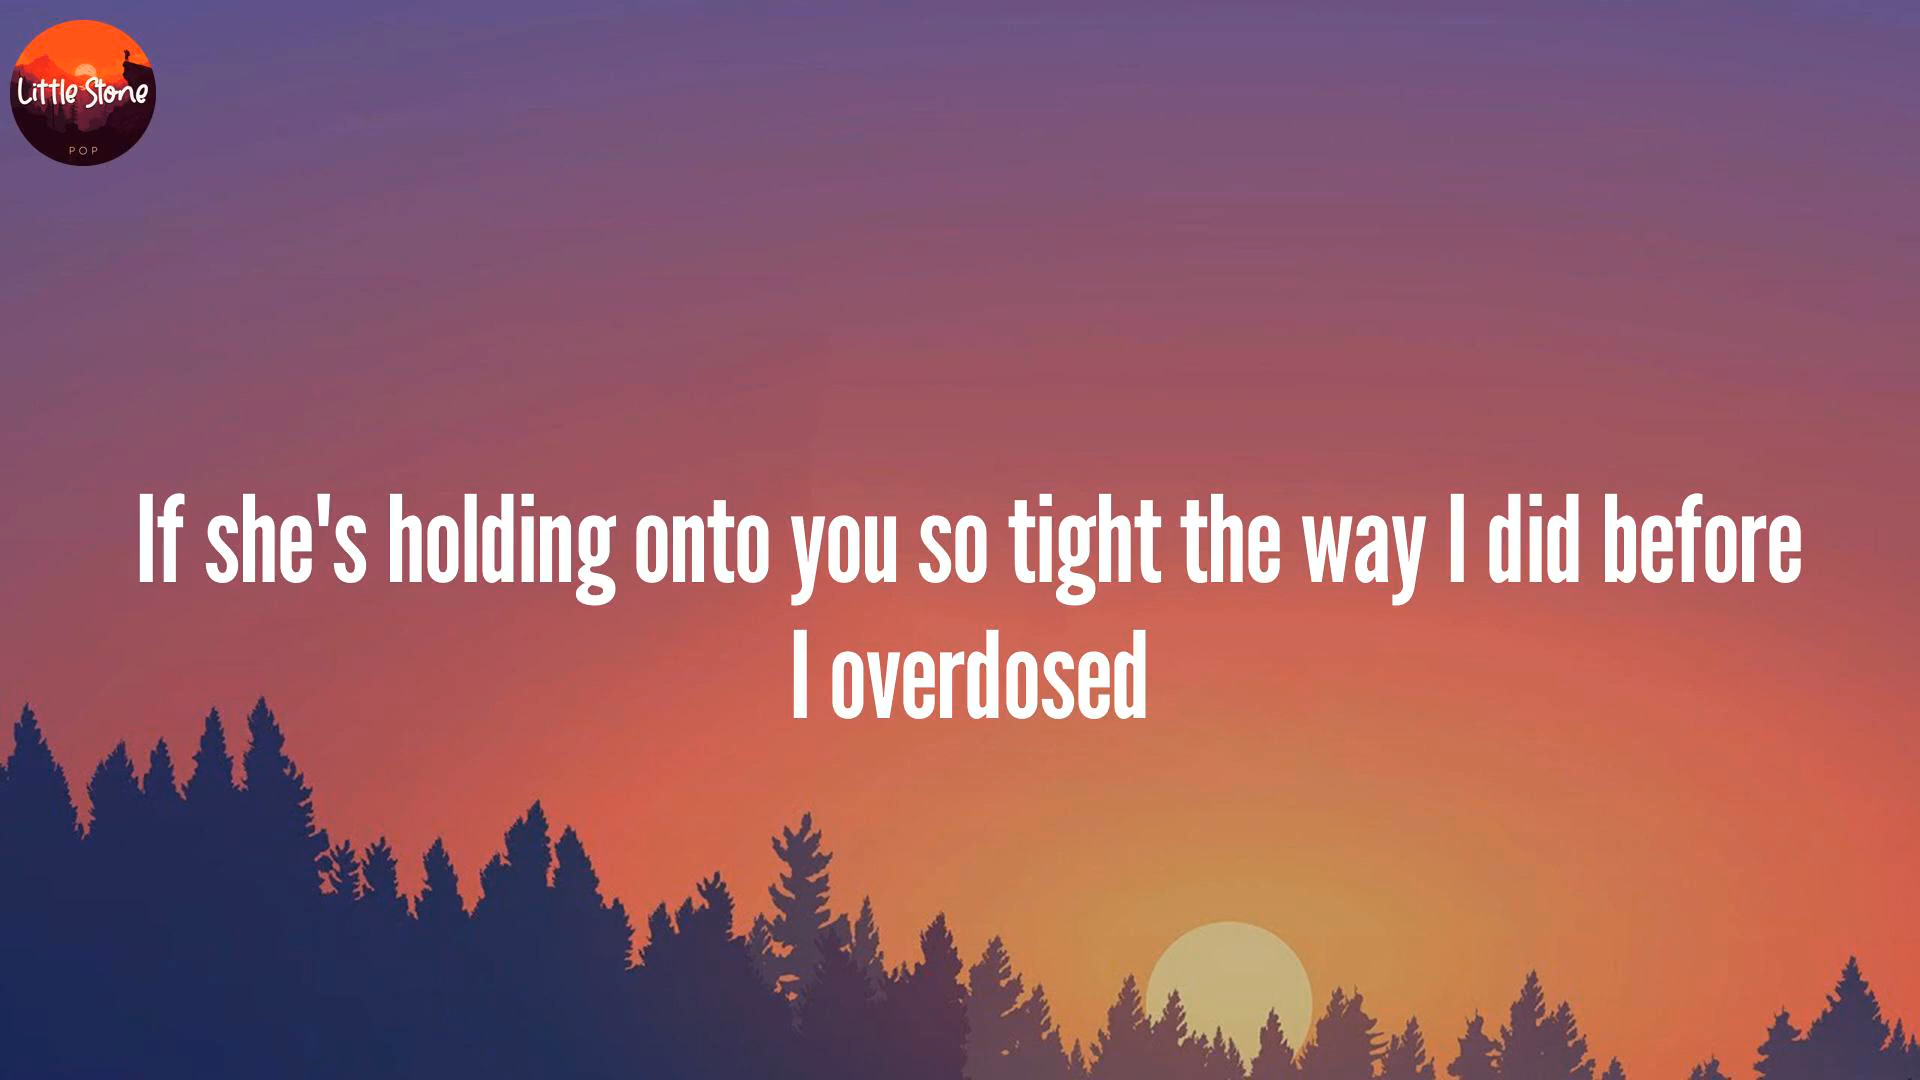 Little Stone
POP
If she's holding onto you so tight the way I did before
I overdosed